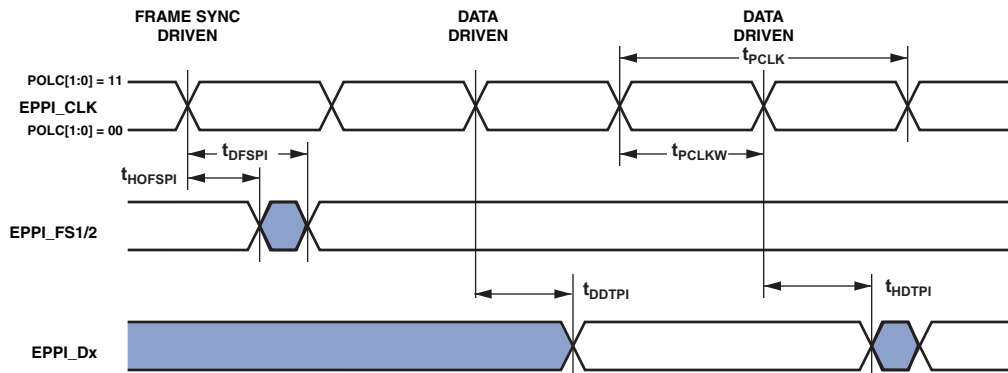 FRAME SYNC
DRIVEN
DATA
DRIVEN
DATA
DRIVEN
tPCLK
POLC[1:0] = 11
EPPI_CLK
POLC[1:0] = 00
tDFSPI
tPCLKW
tHOFSPI
EPPI_FS1/2
tDDTPI
tHDTPI
EPPI_Dx